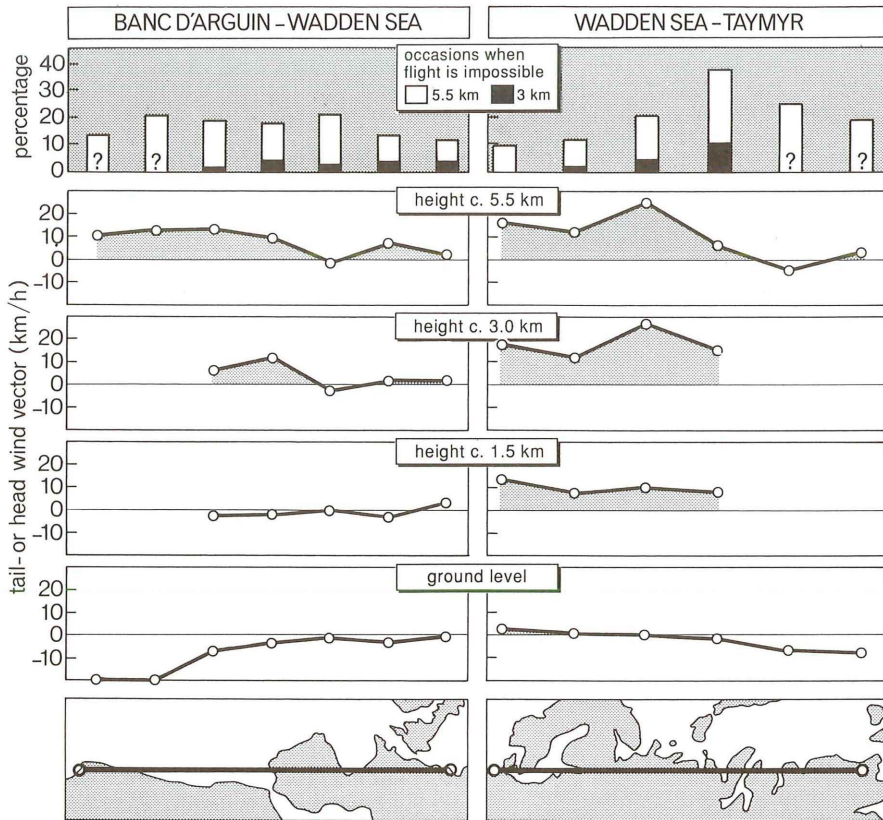 BANC D'ARGUIN – WADDEN SEA
WADDEN SEA – TAYMYR
occasions when
flight is impossible
5.5 km 3 km
percentage
40
30
20
10
0
? ?
? ?
height c. 5.5 km
20
10
0
-10
height c. 3.0 km
20
10
0
-10
height c. 1.5 km
20
10
0
-10
ground level
20
10
0
-10
tail- or head wind vector (km/h)